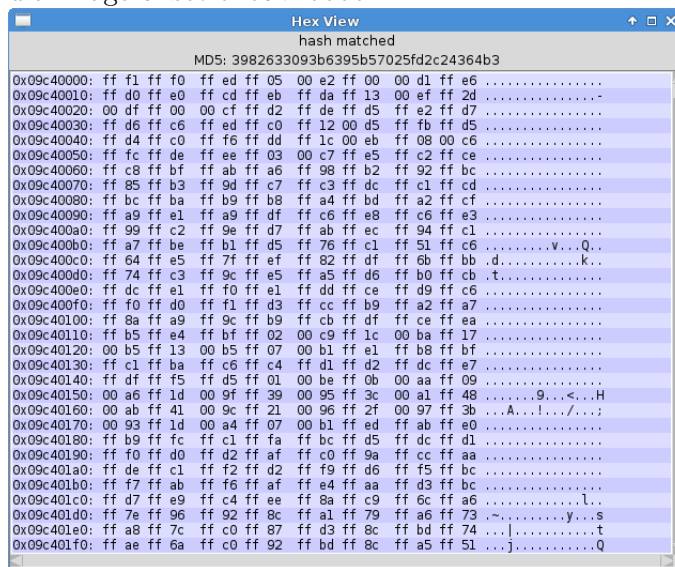 Hex View
hash matched
MD5: 3982633093b6395b57025fd2c24364b3
0x09c40000: ff f1 ff f0 ff ed ff 05 00 e2 ff 00 00 d1 ff e6 ................
0x09c40010: ff d0 ff e0 ff cd ff eb ff da ff 13 00 ef ff 2d ...............-
0x09c40020: 00 df ff 00 00 cf ff d2 ff de ff d5 ff e2 ff d7 ................
0x09c40030: ff d6 ff c6 ff ed ff c0 ff 12 00 d5 ff fb ff d5 ................
0x09c40040: ff d4 ff c0 ff f6 ff dd ff 1c 00 eb ff 08 00 c6 ................
0x09c40050: ff fc ff de ff ee ff 03 00 c7 ff e5 ff c2 ff ce ................
0x09c40060: ff c8 ff bf ff ab ff a6 ff 98 ff b2 ff 92 ff bc ................
0x09c40070: ff 85 ff b3 ff 9d ff c7 ff c3 ff dc ff c1 ff cd ................
0x09c40080: ff bc ff ba ff b9 ff b8 ff a4 ff bd ff a2 ff cf ................
0x09c40090: ff a9 ff e1 ff a9 ff df ff c6 ff e8 ff c6 ff e3 ................
0x09c400a0: ff 99 ff c2 ff 9e ff d7 ff ab ff ec ff 94 ff c1 ................
0x09c400b0: ff a7 ff be ff b1 ff d5 ff 76 ff c1 ff 51 ff c6 .........v...Q..
0x09c400c0: ff 64 ff e5 ff 7f ff ef ff 82 ff df ff 6b ff bb .d...........k..
0x09c400d0: ff 74 ff c3 ff 9c ff e5 ff a5 ff d6 ff b0 ff cb .t..............
0x09c400e0: ff dc ff e1 ff f0 ff e1 ff dd ff ce ff d9 ff c6 ................
0x09c400f0: ff f0 ff d0 ff f1 ff d3 ff cc ff b9 ff a2 ff a7 ................
0x09c40100: ff 8a ff a9 ff 9c ff b9 ff cb ff df ff ce ff ea ................
0x09c40110: ff b5 ff e4 ff bf ff 02 00 c9 ff 1c 00 ba ff 17 ................
0x09c40120: 00 b5 ff 13 00 b5 ff 07 00 b1 ff e1 ff b8 ff bf ................
0x09c40130: ff c1 ff ba ff c6 ff c4 ff d1 ff d2 ff dc ff e7 ................
0x09c40140: ff df ff f5 ff d5 ff 01 00 be ff 0b 00 aa ff 09 ................
0x09c40150: 00 a6 ff 1d 00 9f ff 39 00 95 ff 3c 00 a1 ff 48 .......9...<...H
0x09c40160: 00 ab ff 41 00 9c ff 21 00 96 ff 2f 00 97 ff 3b ...A...!.../...;
0x09c40170: 00 93 ff 1d 00 a4 ff 07 00 b1 ff ed ff ab ff e0 ................
0x09c40180: ff b9 ff fc ff c1 ff fa ff bc ff d5 ff dc ff d1 ................
0x09c40190: ff f0 ff d0 ff d2 ff af ff c0 ff 9a ff cc ff aa ................
0x09c401a0: ff de ff c1 ff f2 ff d2 ff f9 ff d6 ff f5 ff bc ................
0x09c401b0: ff f7 ff ab ff f6 ff af ff e4 ff aa ff d3 ff bc ................
0x09c401c0: ff d7 ff e9 ff c4 ff ee ff 8a ff c9 ff 6c ff a6 .............l..
0x09c401d0: ff 7e ff 96 ff 92 ff 8c ff a1 ff 79 ff a6 ff 73 .~.........y...s
0x09c401e0: ff a8 ff 7c ff c0 ff 87 ff d3 ff 8c ff bd ff 74 ...|...........t
0x09c401f0: ff ae ff 6a ff c0 ff 92 ff bd ff 8c ff a5 ff 51 ...j...........Q